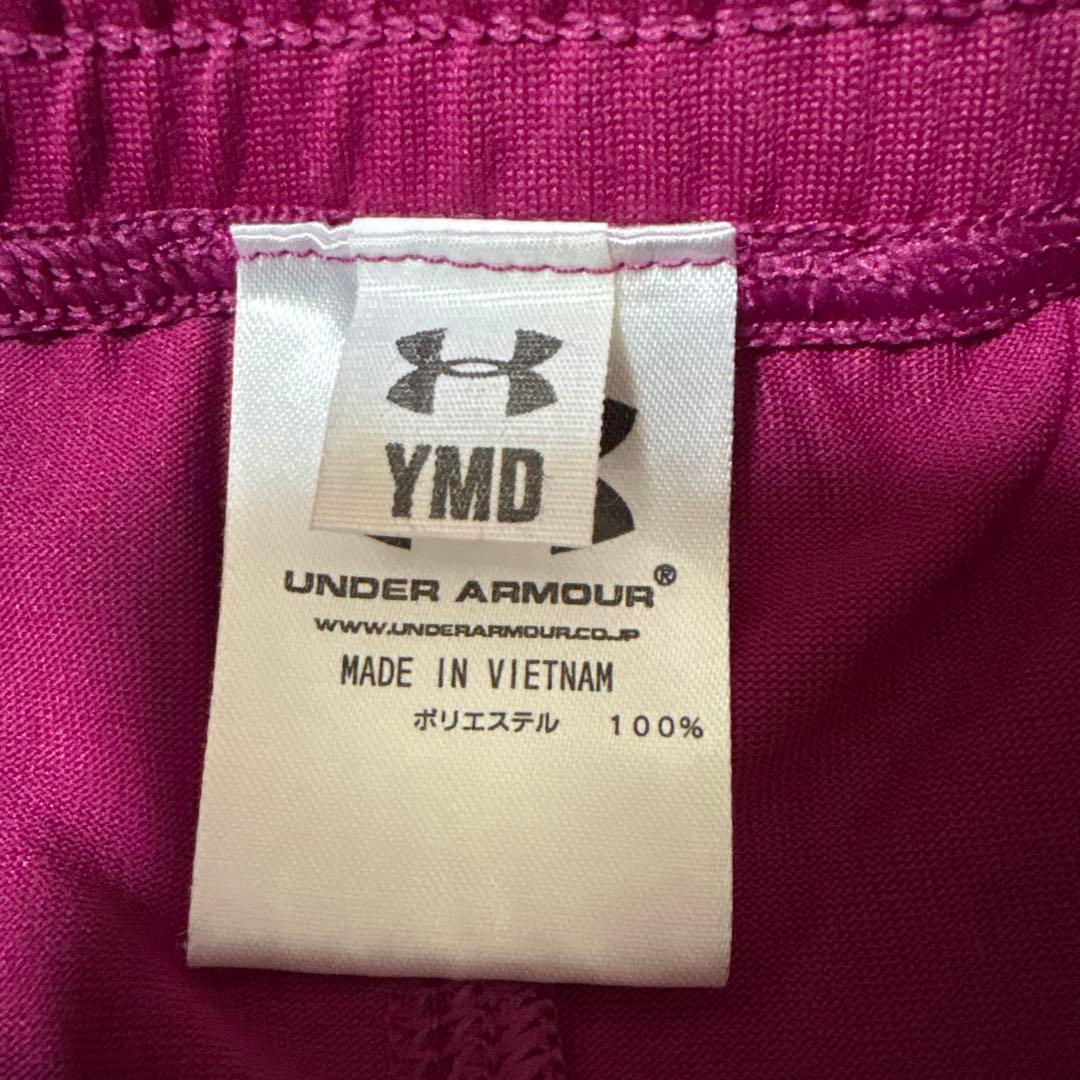 YMD
UNDER ARMOUR®
WWW.UNDERARMOUR.CO.JP
MADE IN VIETNAM
ポリエステル 100%